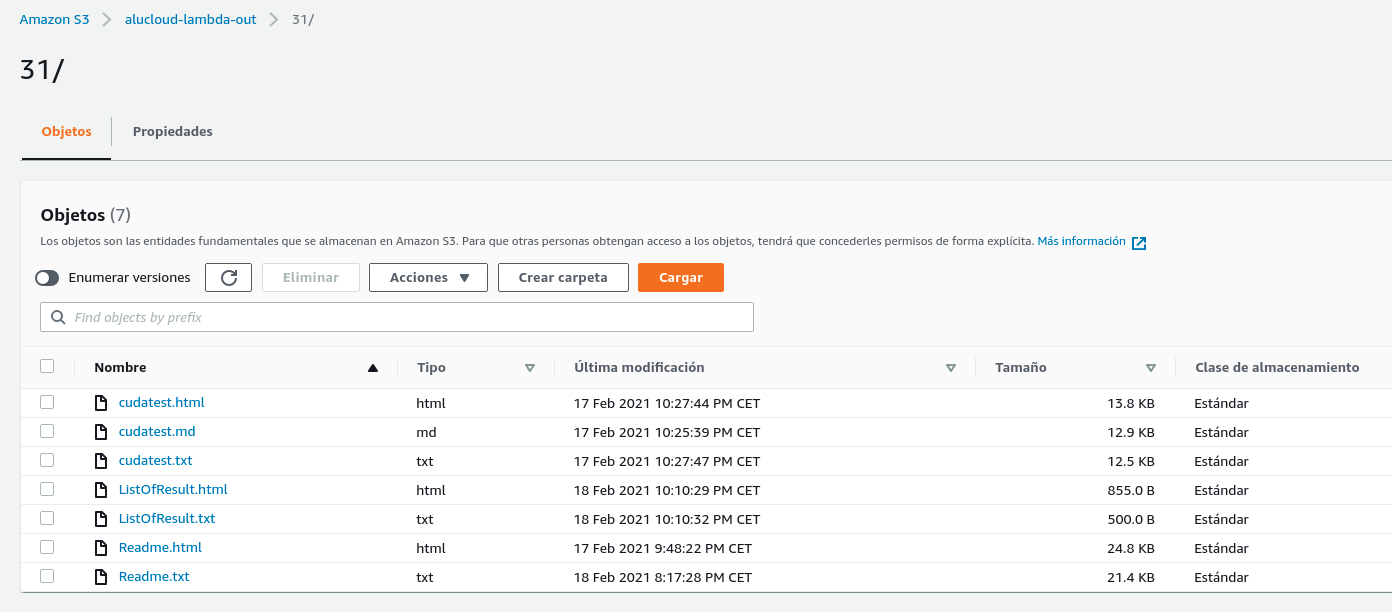 Amazon S3 > alucloud-lambda-out > 31/
31/
Objetos Propiedades
Objetos (7)
Los objetos son las entidades fundamentales que se almacenan en Amazon S3. Para que otras personas obtengan acceso a los objetos, tendrá que concederles permisos de forma explícita. Más información
Enumerar versiones Eliminar Acciones Crear carpeta Cargar
Find objects by prefix
Nombre Tipo Última modificación Tamaño Clase de almacenamiento
cudatest.html html 17 Feb 2021 10:27:44 PM CET 13.8 KB Estándar
cudatest.md md 17 Feb 2021 10:25:39 PM CET 12.9 KB Estándar
cudatest.txt txt 17 Feb 2021 10:27:47 PM CET 12.5 KB Estándar
ListOfResult.html html 18 Feb 2021 10:10:29 PM CET 855.0 B Estándar
ListOfResult.txt txt 18 Feb 2021 10:10:32 PM CET 500.0 B Estándar
Readme.html html 17 Feb 2021 9:48:22 PM CET 24.8 KB Estándar
Readme.txt txt 18 Feb 2021 8:17:28 PM CET 21.4 KB Estándar